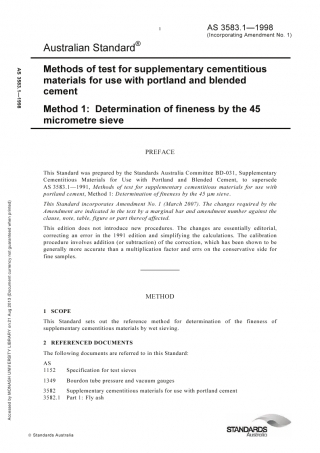 1
AS 3583.1—1998
(Incorporating Amendment No. 1)
Australian Standard®
Methods of test for supplementary cementitious
materials for use with portland and blended
cement
Method 1: Determination of fineness by the 45
micrometre sieve
AS 3583.1—1998
PREFACE
This Standard was prepared by the Standards Australia Committee BD-031, Supplementary
Cementitious Materials for Use with Portland and Blended Cement, to supersede
AS 3583.1—1991, Methods of test for supplementary cementitious materials for use with
portland cement, Method 1: Determination of fineness by 45 μm sieve.
This Standard incorporates Amendment No. 1 (March 2007). The changes required by the
Amendment are indicated in the text by a marginal bar and amendment number against the
clause, note, table, figure or part thereof affected.
This edition does not introduce new procedures. The changes are essentially editorial,
correcting an error in the 1991 edition and simplifying the calculations. The calibration
procedure involves addition (or subtraction) of the correction, which has been shown to be
generally more accurate than a multiplication factor and errs on the conservative side for
fine samples.
METHOD
1 SCOPE
This Standard sets out the reference method for determination of the fineness of
supplementary cementitious materials by wet sieving.
2 REFERENCED DOCUMENTS
The following documents are referred to in this Standard:
AS
1152 Specification for test sieves
1349 Bourdon tube pressure and vacuum gauges
3582 Supplementary cementitious materials for use with portland cement
3582.1 Part 1: Fly ash
Accessed by MONASH UNIVERSITY LIBRARY on 21 Aug 2013 (Document currency not guaranteed when printed)
© Standards Australia
STANDARDS
Australia